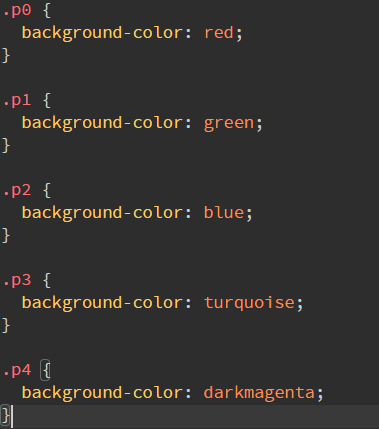 .p0 {
  background-color: red;
}

.p1 {
  background-color: green;
}

.p2 {
  background-color: blue;
}

.p3 {
  background-color: turquoise;
}

.p4 {
  background-color: darkmagenta;
}